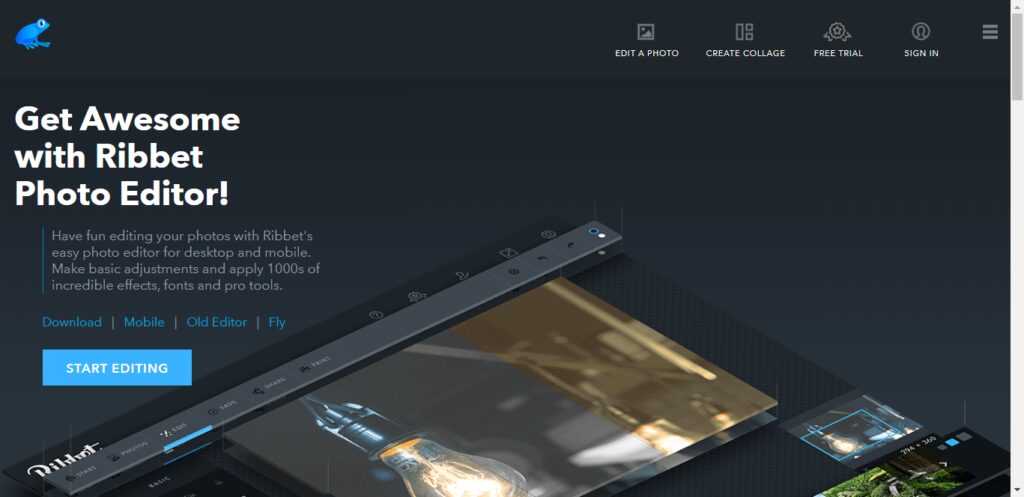 EDIT A PHOTO
CREATE COLLAGE
FREE TRIAL
SIGN IN
Get Awesome
with Ribbet
Photo Editor!
Have fun editing your photos with Ribbet's
easy photo editor for desktop and mobile.
Make basic adjustments and apply 1000s of
incredible effects, fonts and pro tools.
Download | Mobile | Old Editor | Fly
START EDITING
Ribbet
START
PHOTOS
EDIT
SAVE
SHARE
PRINT
BASIC
294 × 360